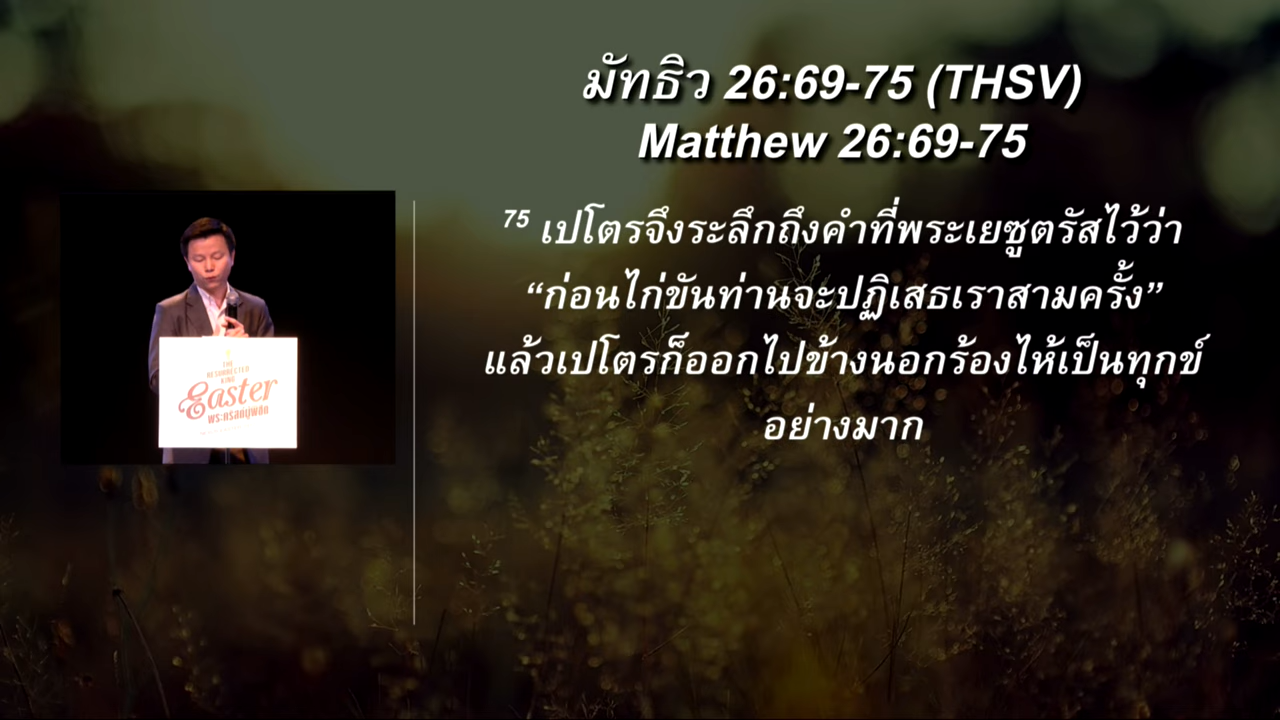 มัทธิว 26:69-75 (THSV)
Matthew 26:69-75
75 เปโตรจึงระลึกถึงคำที่พระเยซูตรัสไว้ว่า
“ก่อนไก่ขันท่านจะปฏิเสธเราสามครั้ง”
แล้วเปโตรก็ออกไปข้างนอกร้องไห้เป็นทุกข์
อย่างมาก
THE
RESURRECTED
KING
Easter